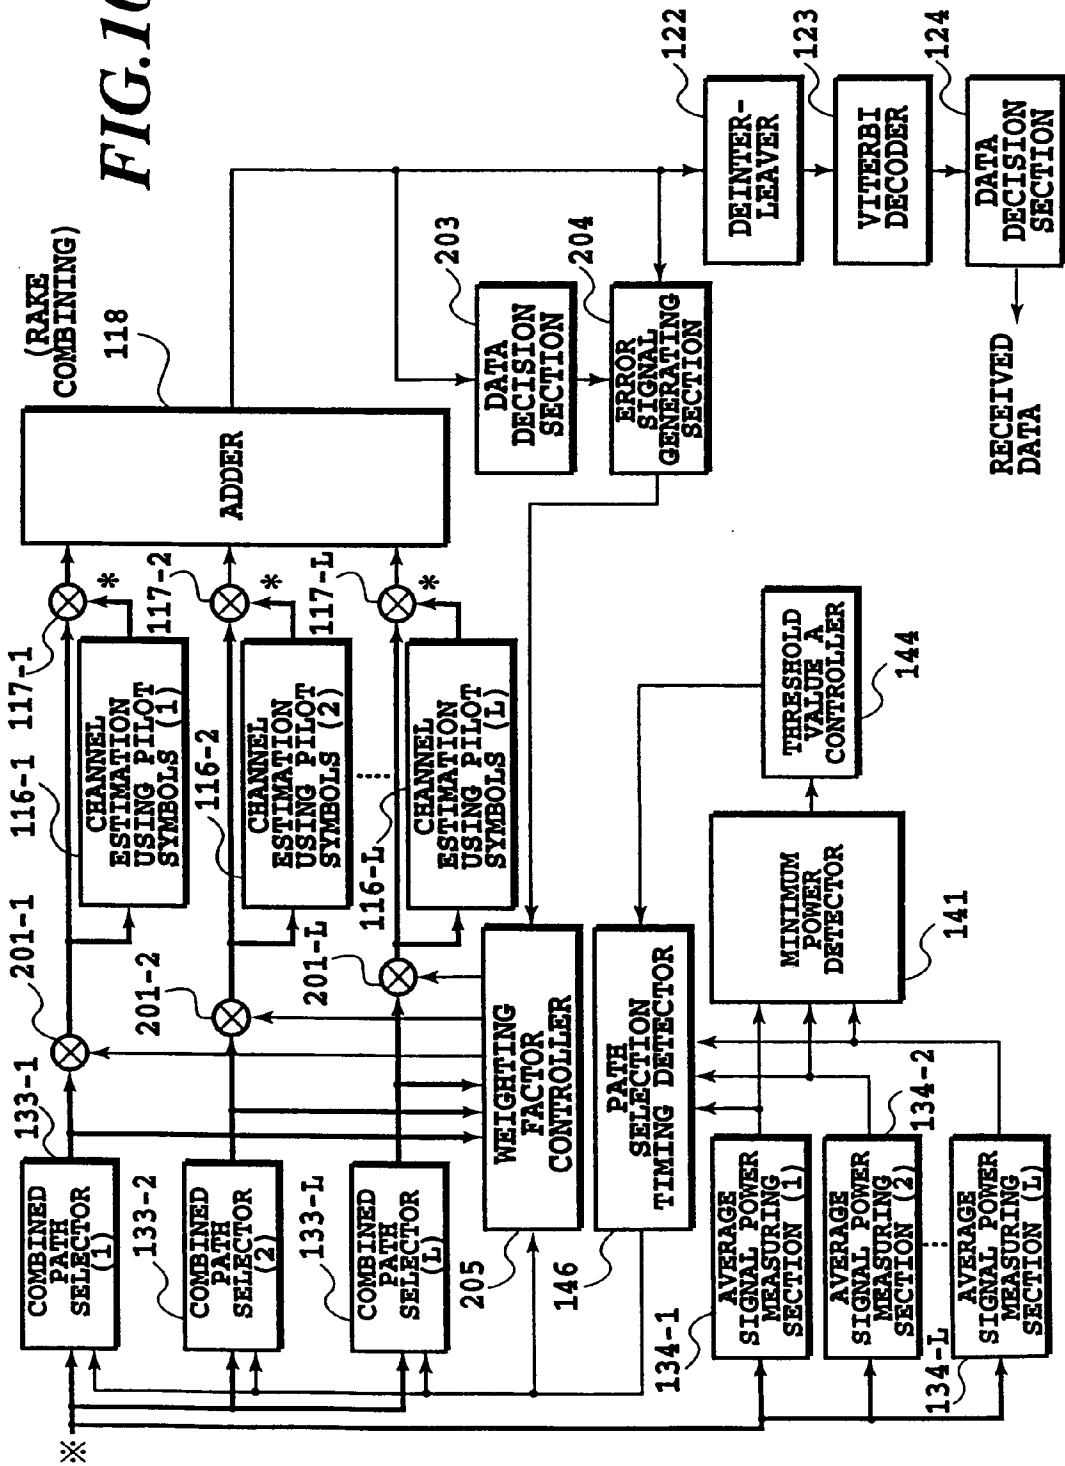 FIG.10
(RAKE
COMBINING)
118
ADDER
※
COMBINED
PATH
SELECTOR
(1)
133-1
201-1
116-1
117-1
*
CHANNEL
ESTIMATION
USING PILOT
SYMBOLS (1)
COMBINED
PATH
SELECTOR
(2)
133-2
201-2
116-2
117-2
*
CHANNEL
ESTIMATION
USING PILOT
SYMBOLS (2)
COMBINED
PATH
SELECTOR
(L)
133-L
201-L
116-L
117-L
*
CHANNEL
ESTIMATION
USING PILOT
SYMBOLS (L)
WEIGHTING
FACTOR
CONTROLLER
205
PATH
SELECTION
TIMING DETECTOR
146
203
DATA
DECISION
SECTION
204
ERROR
SIGNAL
GENERATING
SECTION
134-1
AVERAGE
SIGNAL POWER
MEASURING
SECTION (1)
134-2
AVERAGE
SIGNAL POWER
MEASURING
SECTION (2)
134-L
AVERAGE
SIGNAL POWER
MEASURING
SECTION (L)
MINIMUM
POWER
DETECTOR
141
THRESHOLD
VALUE A
CONTROLLER
144
122
DEINTER-
LEAVER
123
VITERBI
DECODER
124
DATA
DECISION
SECTION
RECEIVED
DATA